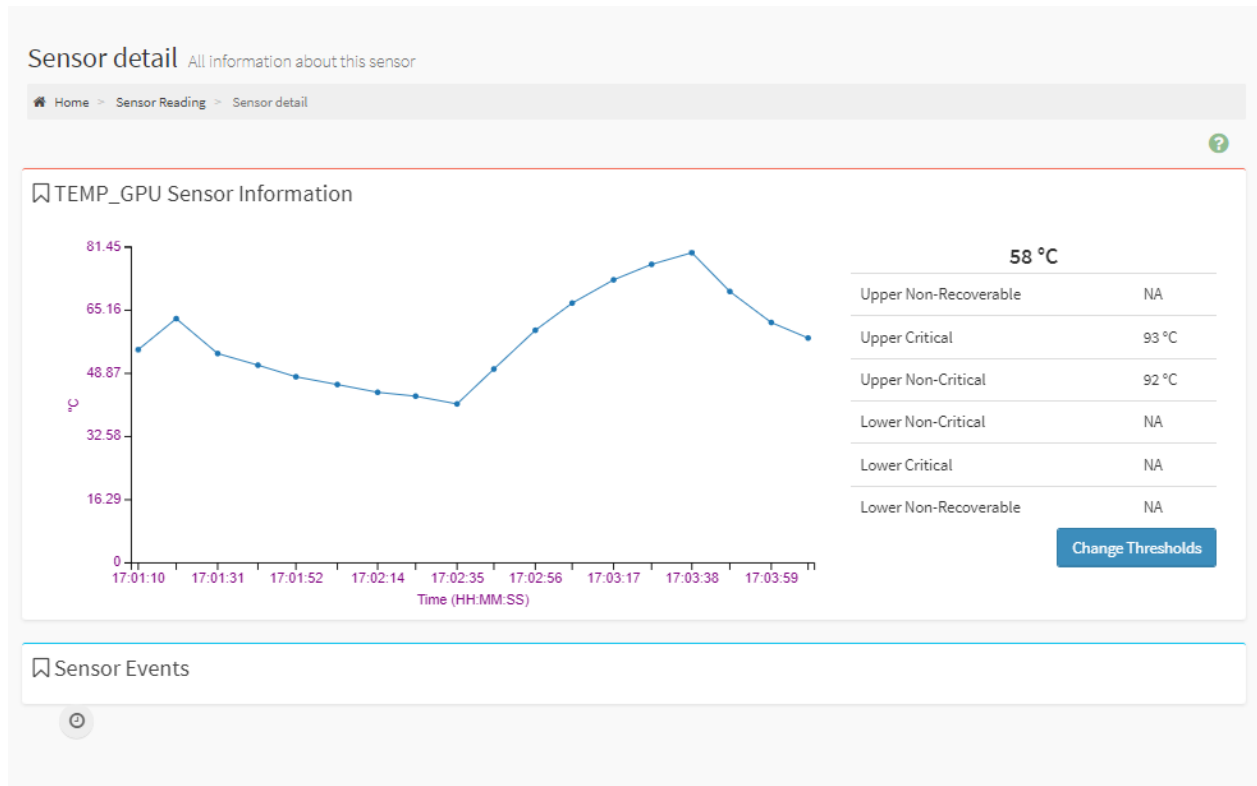 Sensor detail All information about this sensor
Home > Sensor Reading > Sensor detail
?
TEMP_GPU Sensor Information
81.45
65.16
48.87
32.58
16.29
0
°C
17:01:10 17:01:31 17:01:52 17:02:14 17:02:35 17:02:56 17:03:17 17:03:38 17:03:59
Time (HH:MM:SS)
58 °C
Upper Non-Recoverable NA
Upper Critical 93 °C
Upper Non-Critical 92 °C
Lower Non-Critical NA
Lower Critical NA
Lower Non-Recoverable NA
Change Thresholds
Sensor Events